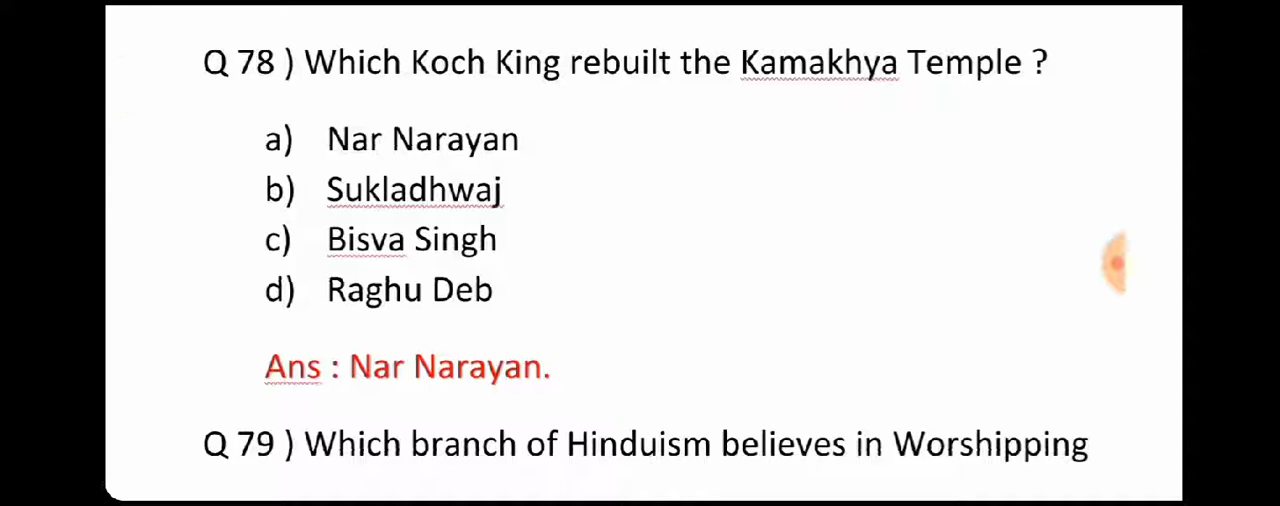 Q 78 ) Which Koch King rebuilt the Kamakhya Temple ?
a) Nar Narayan
b) Sukladhwaj
c) Bisva Singh
d) Raghu Deb
Ans : Nar Narayan.
Q 79 ) Which branch of Hinduism believes in Worshipping